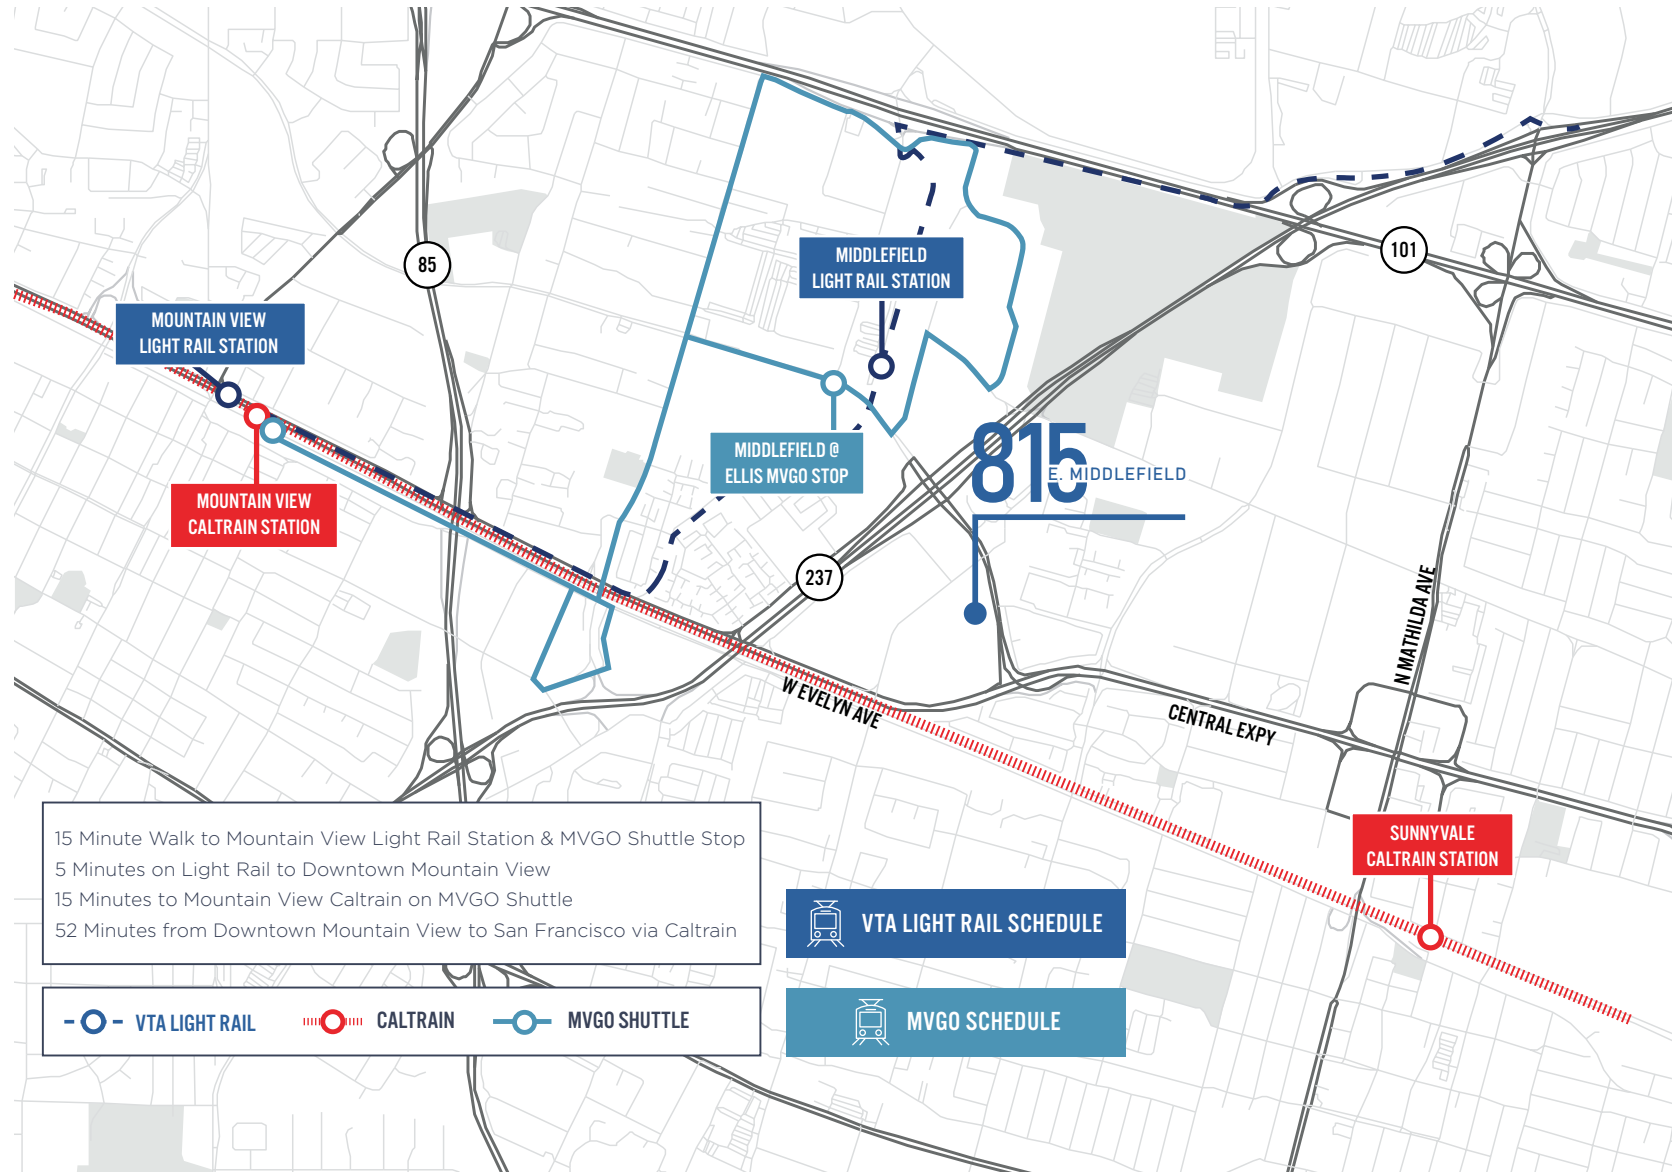 85
101
MIDDLEFIELD
LIGHT RAIL STATION
MOUNTAIN VIEW
LIGHT RAIL STATION
MIDDLEFIELD @
ELLIS MVGO STOP
815
E. MIDDLEFIELD
MOUNTAIN VIEW
CALTRAIN STATION
237
N MATHILDA AVE
W EVELYN AVE
CENTRAL EXPY
15 Minute Walk to Mountain View Light Rail Station & MVGO Shuttle Stop
5 Minutes on Light Rail to Downtown Mountain View
15 Minutes to Mountain View Caltrain on MVGO Shuttle
52 Minutes from Downtown Mountain View to San Francisco via Caltrain
SUNNYVALE
CALTRAIN STATION
VTA LIGHT RAIL SCHEDULE
VTA LIGHT RAIL
CALTRAIN
MVGO SHUTTLE
MVGO SCHEDULE